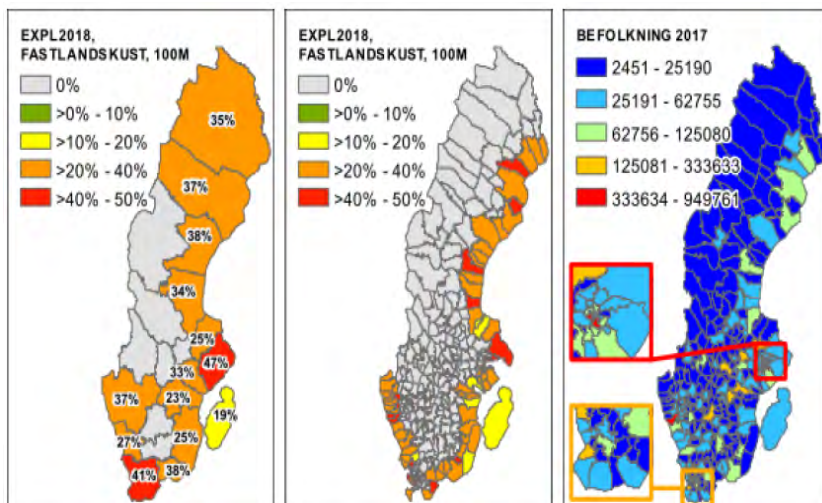 EXPL2018,
FASTLANDSKUST, 100M
0%
>0% - 10%
>10% - 20%
>20% - 40%
>40% - 50%
35%
37%
38%
34%
25%
47%
33%
37%
23%
19%
27%
25%
41%
38%
EXPL2018,
FASTLANDSKUST, 100M
0%
>0% - 10%
>10% - 20%
>20% - 40%
>40% - 50%
BEFOLKNING 2017
2451 - 25190
25191 - 62755
62756 - 125080
125081 - 333633
333634 - 949761